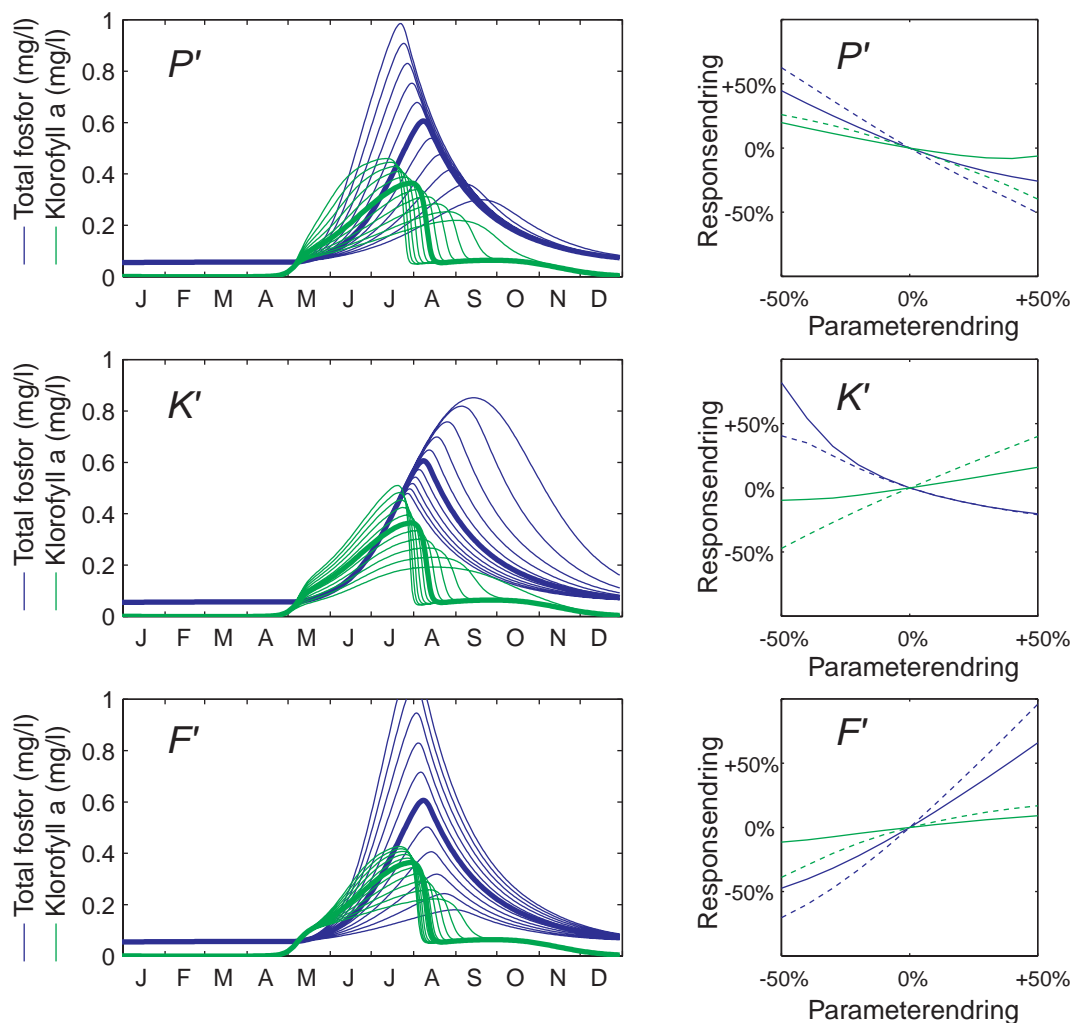 Total fosfor (mg/l)
Klorofyll a (mg/l)
1
0.8
0.6
0.4
0.2
0
P'
J F M A M J J A S O N D
Responsendring
+50%
0%
-50%
P'
-50% 0% +50%
Parameterendring
Total fosfor (mg/l)
Klorofyll a (mg/l)
1
0.8
0.6
0.4
0.2
0
K'
J F M A M J J A S O N D
Responsendring
+50%
0%
-50%
K'
-50% 0% +50%
Parameterendring
Total fosfor (mg/l)
Klorofyll a (mg/l)
1
0.8
0.6
0.4
0.2
0
F'
J F M A M J J A S O N D
Responsendring
+50%
0%
-50%
F'
-50% 0% +50%
Parameterendring